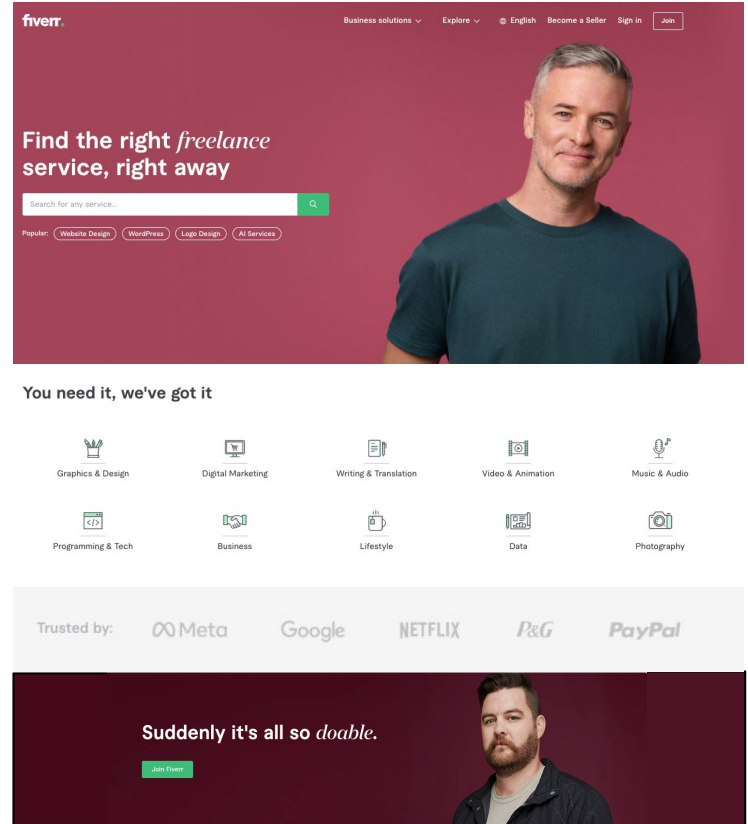 fiverr.
Business solutions Explore English Become a Seller Sign in Join
Find the right freelance
service, right away
Search for any service...
Popular: Website Design WordPress Logo Design AI Services
You need it, we've got it
Graphics & Design Digital Marketing Writing & Translation Video & Animation Music & Audio
Programming & Tech Business Lifestyle Data Photography
Trusted by: Meta Google NETFLIX P&G PayPal
Suddenly it's all so doable.
Join Fiverr